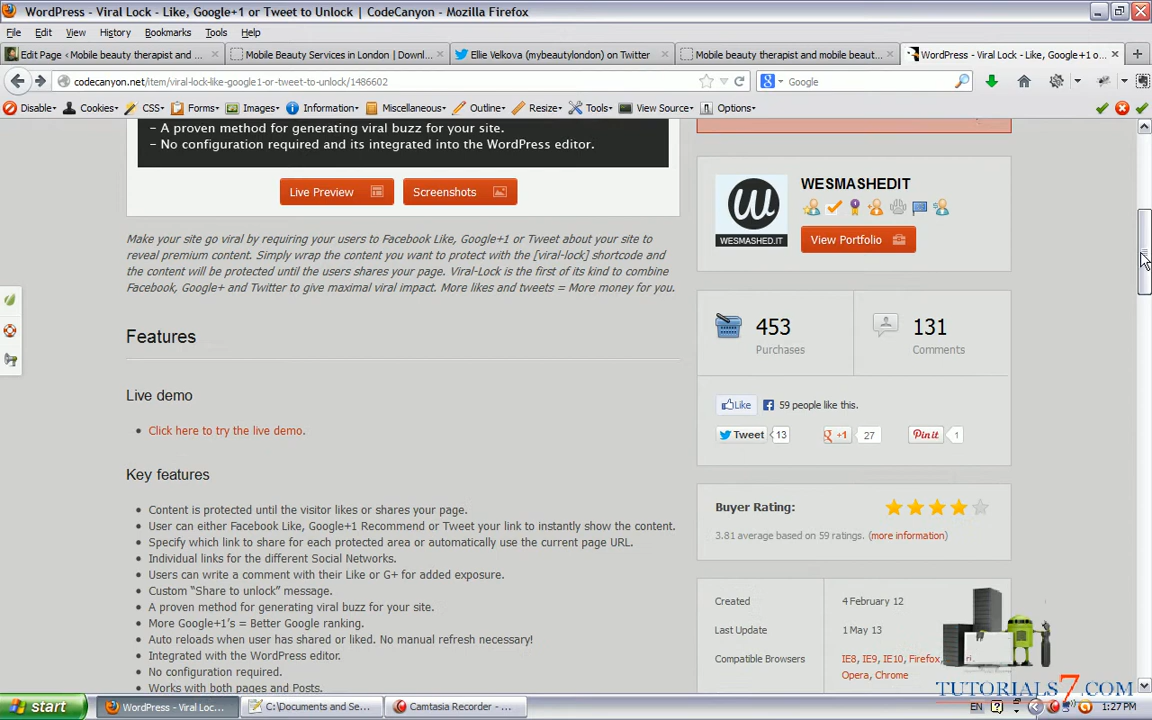 WordPress - Viral Lock - Like, Google+1 or Tweet to Unlock | CodeCanyon - Mozilla Firefox
File Edit View History Bookmarks Tools Help
Edit Page ‹ Mobile beauty therapist and ...
Mobile Beauty Services in London | Downl...
Ellie Velkova (mybeautylondon) on Twitter
Mobile beauty therapist and mobile beaut...
WordPress - Viral Lock - Like, Google+1 o...
codecanyon.net/item/viral-lock-like-google1-or-tweet-to-unlock/1486602
Google
Disable Cookies CSS Forms Images Information Miscellaneous Outline Resize Tools View Source Options
- A proven method for generating viral buzz for your site.
- No configuration required and its integrated into the WordPress editor.
Live Preview
Screenshots
Make your site go viral by requiring your users to Facebook Like, Google+1 or Tweet about your site to
reveal premium content. Simply wrap the content you want to protect with the [viral-lock] shortcode and
the content will be protected until the users shares your page. Viral-Lock is the first of its kind to combine
Facebook, Google+ and Twitter to give maximal viral impact. More likes and tweets = More money for you.
Features
Live demo
Click here to try the live demo.
Key features
Content is protected until the visitor likes or shares your page.
User can either Facebook Like, Google+1 Recommend or Tweet your link to instantly show the content.
Specify which link to share for each protected area or automatically use the current page URL.
Individual links for the different Social Networks.
Users can write a comment with their Like or G+ for added exposure.
Custom “Share to unlock” message.
A proven method for generating viral buzz for your site.
More Google+1’s = Better Google ranking.
Auto reloads when user has shared or liked. No manual refresh necessary!
Integrated with the WordPress editor.
No configuration required.
Works with both pages and Posts.
WESMASHED.IT
WESMASHEDIT
View Portfolio
453
Purchases
131
Comments
Like 59 people like this.
Tweet 13 +1 27 Pin it 1
Buyer Rating:
3.81 average based on 59 ratings. (more information)
Created 4 February 12
Last Update 1 May 13
Compatible Browsers IE8, IE9, IE10, Firefox,
Opera, Chrome
TUTORIALS7.COM
start
WordPress - Viral Loc...
C:\Documents and Se...
Camtasia Recorder - ...
EN
1:27 PM